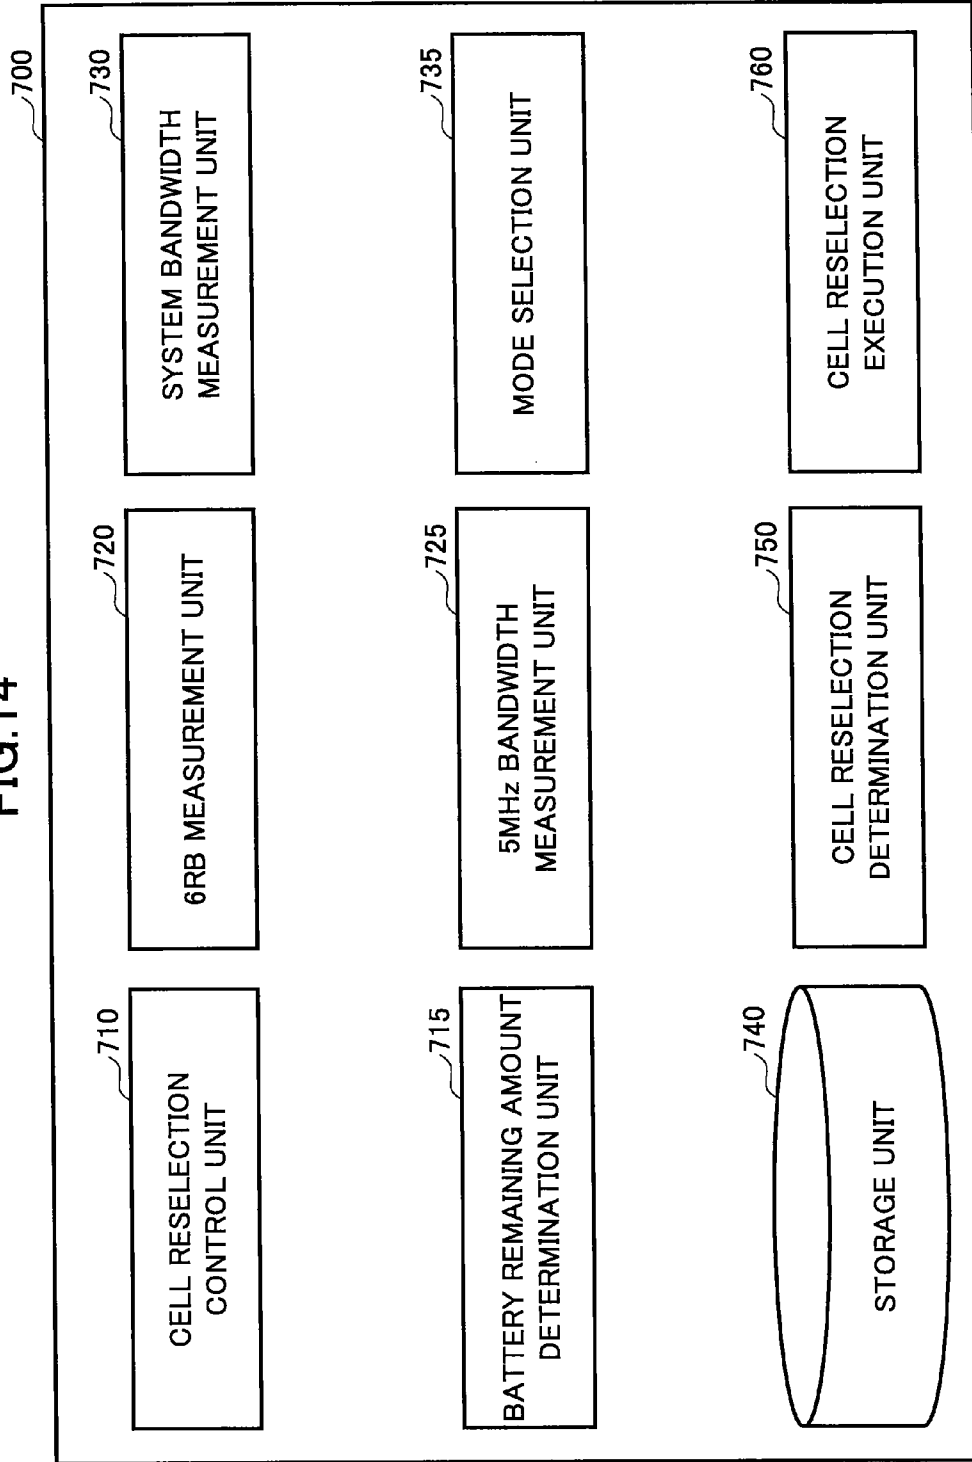 FIG.14
700
710
CELL RESELECTION
CONTROL UNIT
720
6RB MEASUREMENT UNIT
730
SYSTEM BANDWIDTH
MEASUREMENT UNIT
715
BATTERY REMAINING AMOUNT
DETERMINATION UNIT
725
5MHz BANDWIDTH
MEASUREMENT UNIT
735
MODE SELECTION UNIT
740
STORAGE UNIT
750
CELL RESELECTION
DETERMINATION UNIT
760
CELL RESELECTION
EXECUTION UNIT